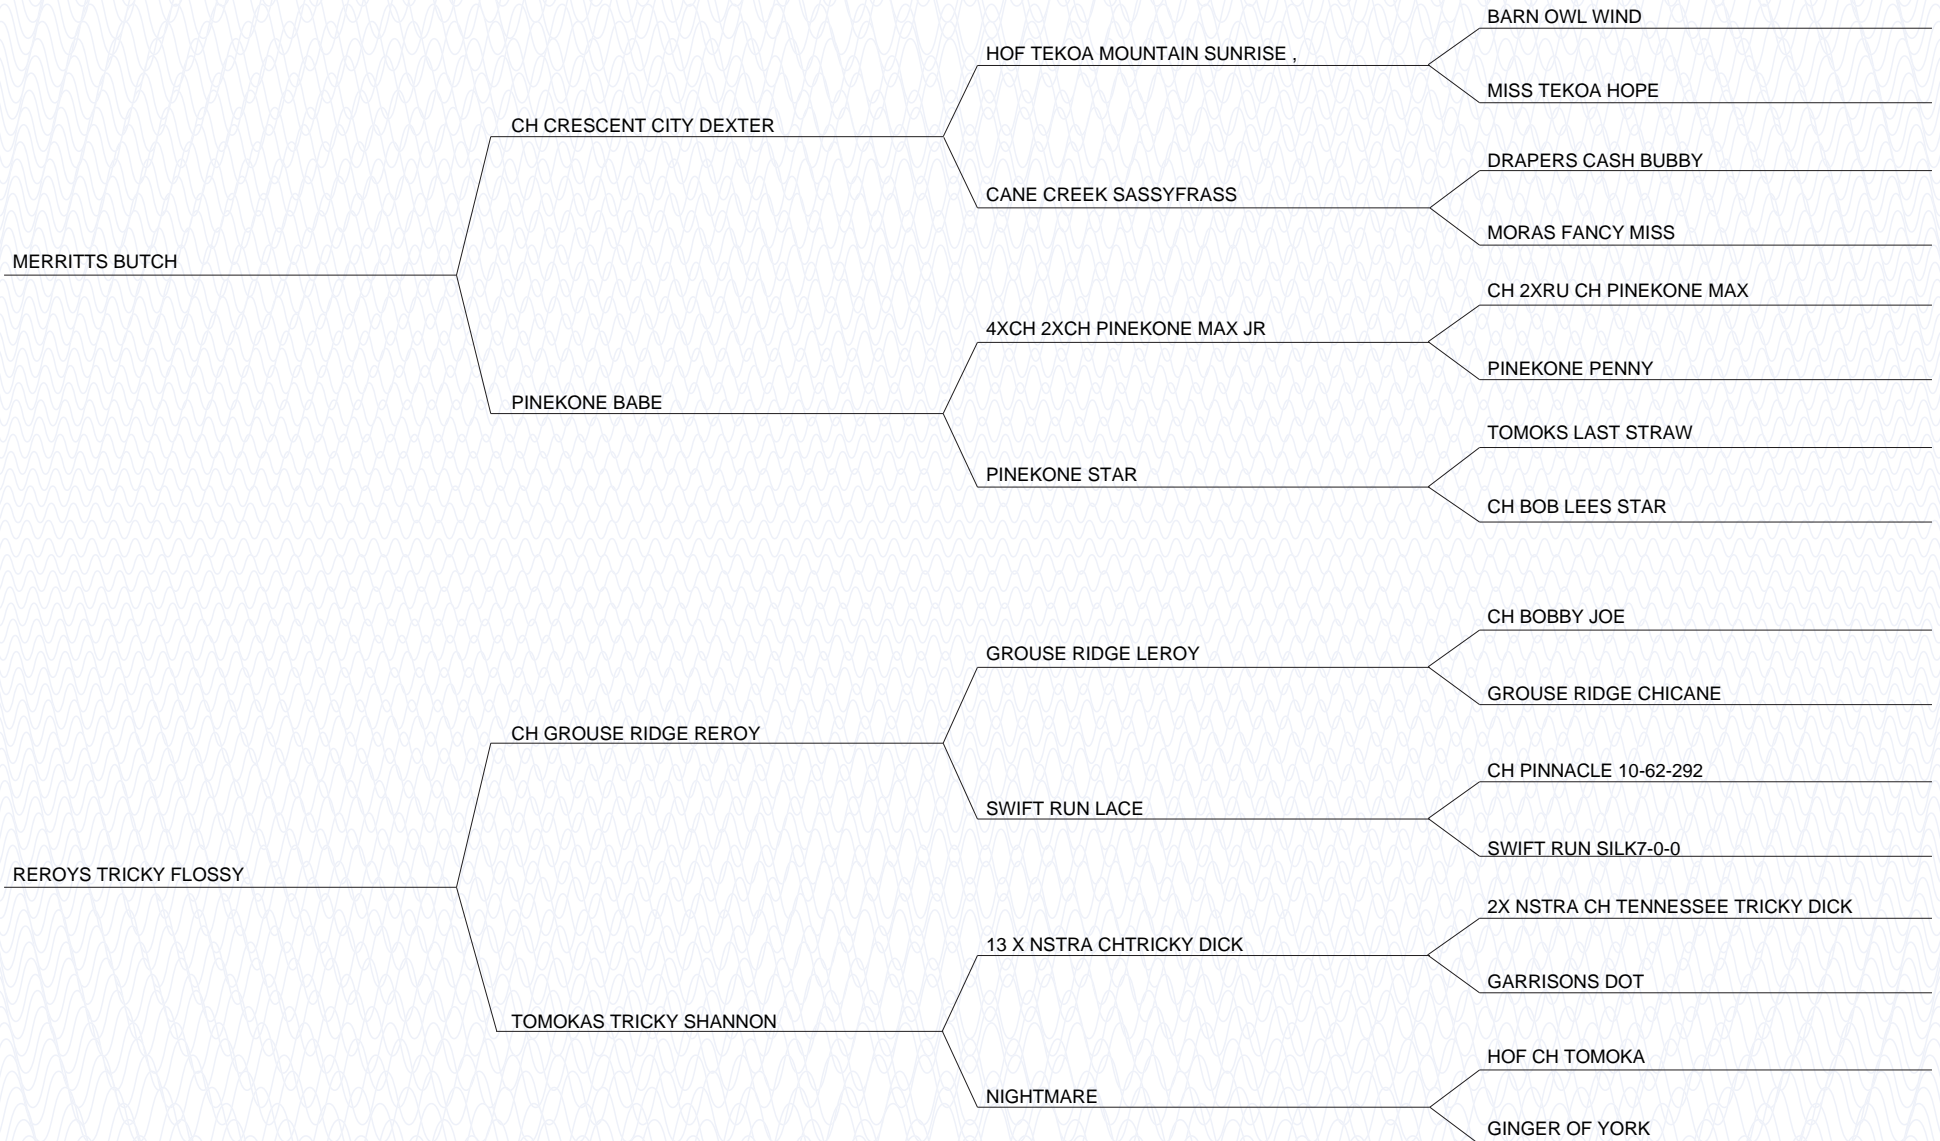 BARN OWL WIND
HOF TEKOA MOUNTAIN SUNRISE ,
MISS TEKOA HOPE
CH CRESCENT CITY DEXTER
DRAPERS CASH BUBBY
CANE CREEK SASSYFRASS
MORAS FANCY MISS
MERRITTS BUTCH
CH 2XRU CH PINEKONE MAX
4XCH 2XCH PINEKONE MAX JR
PINEKONE PENNY
PINEKONE BABE
TOMOKS LAST STRAW
PINEKONE STAR
CH BOB LEES STAR
CH BOBBY JOE
GROUSE RIDGE LEROY
GROUSE RIDGE CHICANE
CH GROUSE RIDGE REROY
CH PINNACLE 10-62-292
SWIFT RUN LACE
SWIFT RUN SILK7-0-0
REROYS TRICKY FLOSSY
2X NSTRA CH TENNESSEE TRICKY DICK
13 X NSTRA CHTRICKY DICK
GARRISONS DOT
TOMOKAS TRICKY SHANNON
HOF CH TOMOKA
NIGHTMARE
GINGER OF YORK